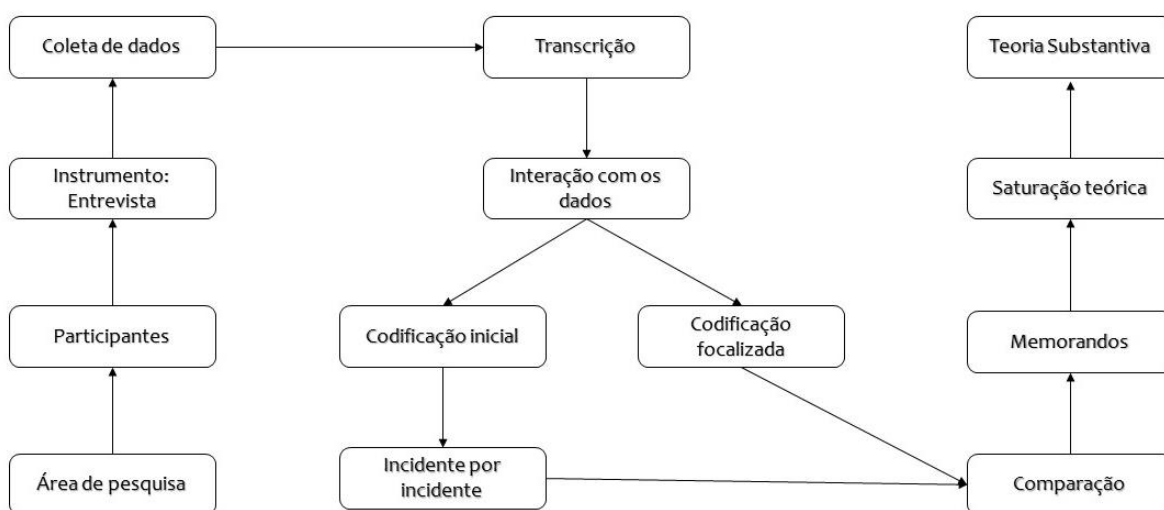 Coleta de dados
Transcrição
Teoria Substantiva
Instrumento:
Entrevista
Interação com os
dados
Saturação teórica
Participantes
Codificação inicial
Codificação
focalizada
Memorandos
Área de pesquisa
Incidente por
incidente
Comparação